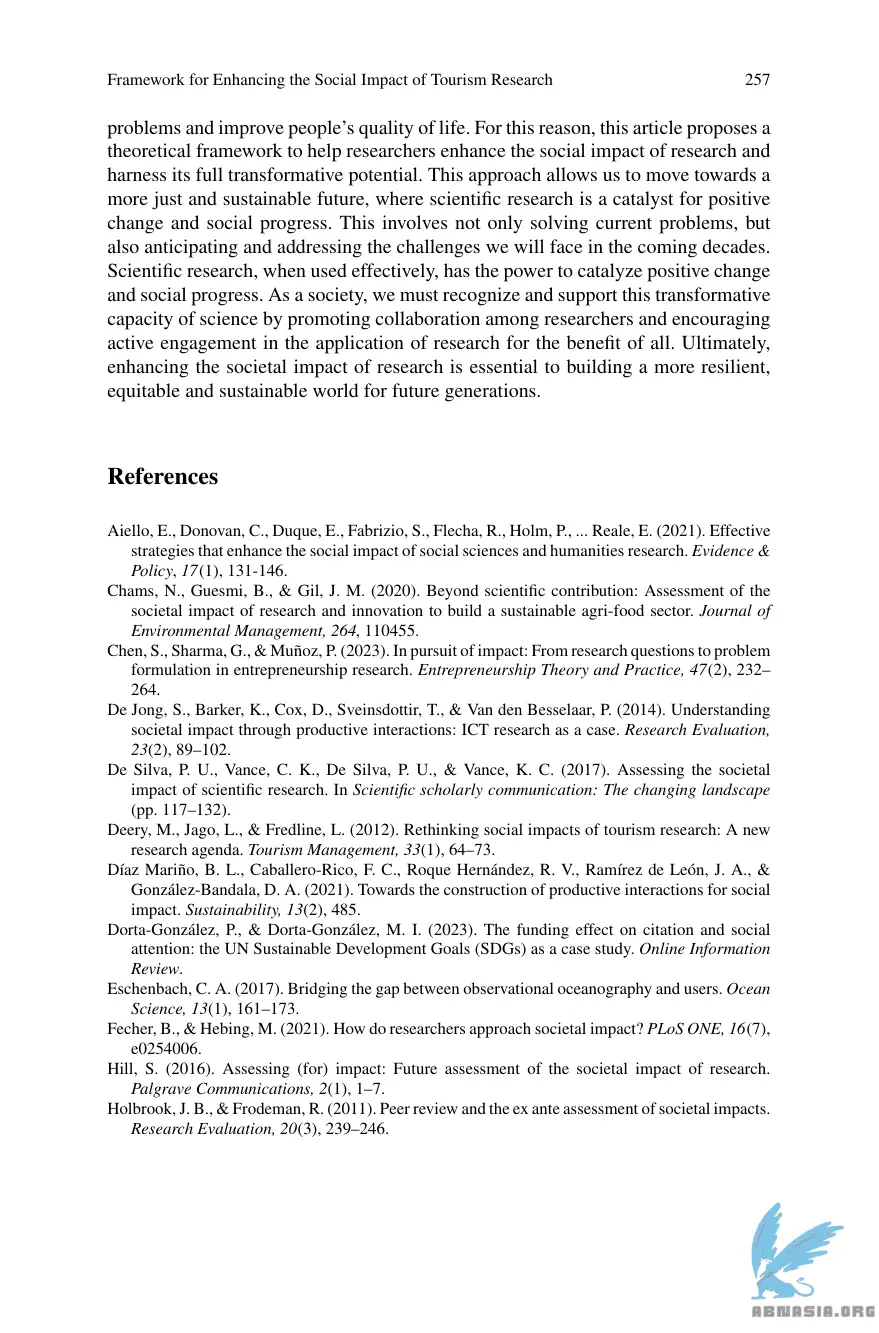 Framework for Enhancing the Social Impact of Tourism Research 257
problems and improve people’s quality of life. For this reason, this article proposes a
theoretical framework to help researchers enhance the social impact of research and
harness its full transformative potential. This approach allows us to move towards a
more just and sustainable future, where scientific research is a catalyst for positive
change and social progress. This involves not only solving current problems, but
also anticipating and addressing the challenges we will face in the coming decades.
Scientific research, when used effectively, has the power to catalyze positive change
and social progress. As a society, we must recognize and support this transformative
capacity of science by promoting collaboration among researchers and encouraging
active engagement in the application of research for the benefit of all. Ultimately,
enhancing the societal impact of research is essential to building a more resilient,
equitable and sustainable world for future generations.
References
Aiello, E., Donovan, C., Duque, E., Fabrizio, S., Flecha, R., Holm, P., ... Reale, E. (2021). Effective
strategies that enhance the social impact of social sciences and humanities research. Evidence &
Policy, 17(1), 131-146.
Chams, N., Guesmi, B., & Gil, J. M. (2020). Beyond scientific contribution: Assessment of the
societal impact of research and innovation to build a sustainable agri-food sector. Journal of
Environmental Management, 264, 110455.
Chen, S., Sharma, G., & Muñoz, P. (2023). In pursuit of impact: From research questions to problem
formulation in entrepreneurship research. Entrepreneurship Theory and Practice, 47(2), 232–
264.
De Jong, S., Barker, K., Cox, D., Sveinsdottir, T., & Van den Besselaar, P. (2014). Understanding
societal impact through productive interactions: ICT research as a case. Research Evaluation,
23(2), 89–102.
De Silva, P. U., Vance, C. K., De Silva, P. U., & Vance, K. C. (2017). Assessing the societal
impact of scientific research. In Scientific scholarly communication: The changing landscape
(pp. 117–132).
Deery, M., Jago, L., & Fredline, L. (2012). Rethinking social impacts of tourism research: A new
research agenda. Tourism Management, 33(1), 64–73.
Díaz Mariño, B. L., Caballero-Rico, F. C., Roque Hernández, R. V., Ramírez de León, J. A., &
González-Bandala, D. A. (2021). Towards the construction of productive interactions for social
impact. Sustainability, 13(2), 485.
Dorta-González, P., & Dorta-González, M. I. (2023). The funding effect on citation and social
attention: the UN Sustainable Development Goals (SDGs) as a case study. Online Information
Review.
Eschenbach, C. A. (2017). Bridging the gap between observational oceanography and users. Ocean
Science, 13(1), 161–173.
Fecher, B., & Hebing, M. (2021). How do researchers approach societal impact? PLoS ONE, 16(7),
e0254006.
Hill, S. (2016). Assessing (for) impact: Future assessment of the societal impact of research.
Palgrave Communications, 2(1), 1–7.
Holbrook, J. B., & Frodeman, R. (2011). Peer review and the ex ante assessment of societal impacts.
Research Evaluation, 20(3), 239–246.
ABNASIA.ORG